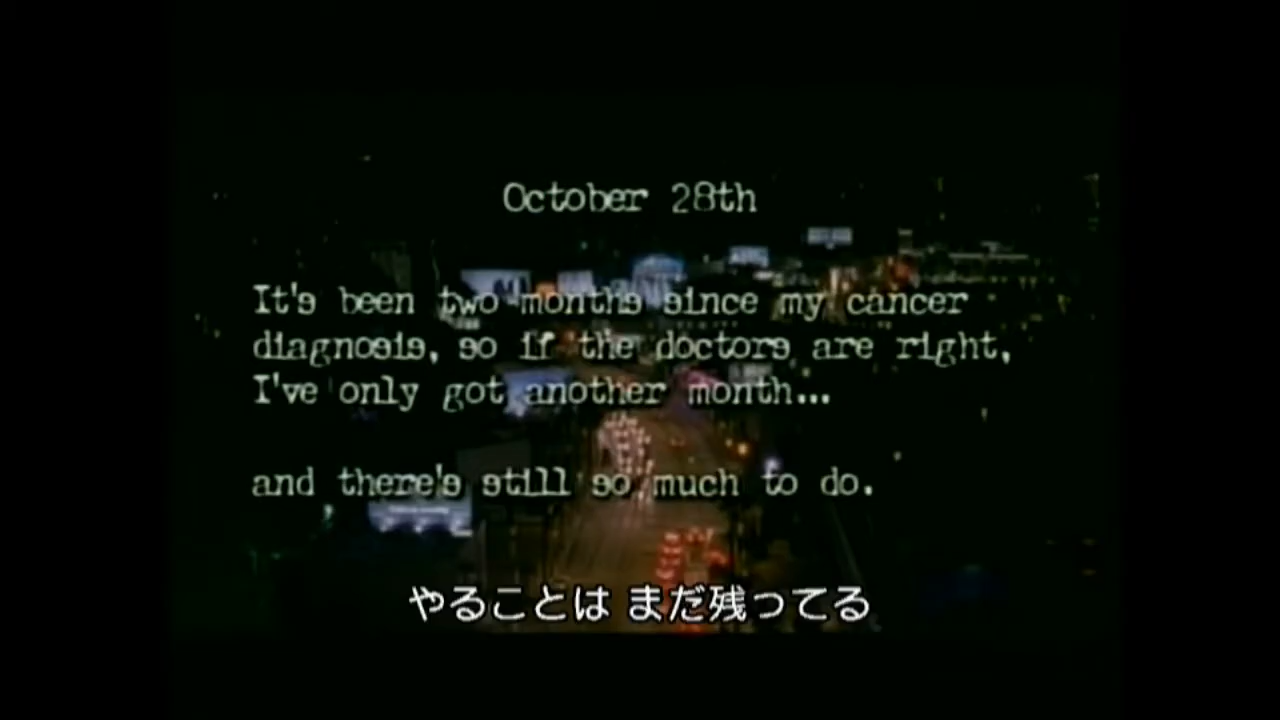 October 28th
It's been two months since my cancer
diagnosis, so if the doctors are right,
I've only got another month...
and there's still so much to do.
やることは まだ残ってる